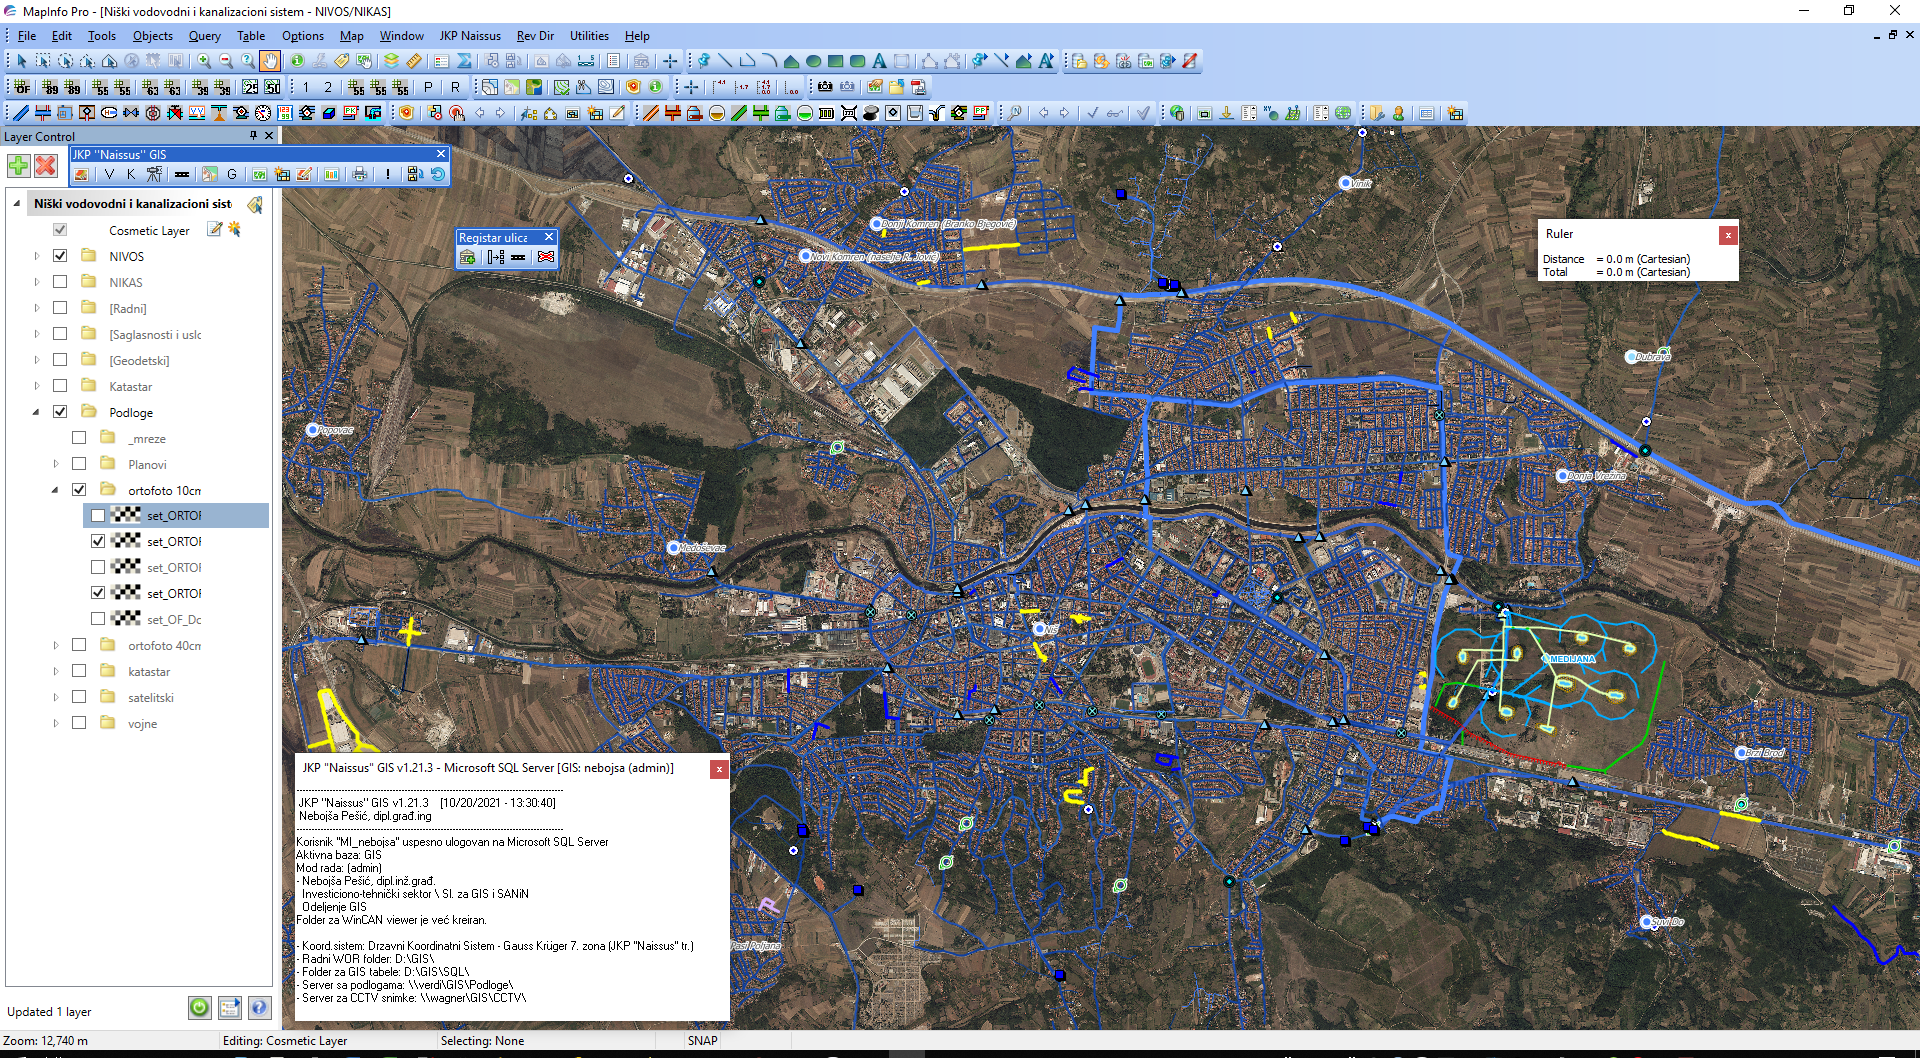 MapInfo Pro - [Niški vodovodni i kanalizacioni sistem - NIVOS/NIKAS]
File Edit Tools Objects Query Table Options Map Window JKP Naissus Rev Dir Utilities Help
Layer Control
JKP "Naissus" GIS
V K G !
Niški vodovodni i kanalizacioni sist
Cosmetic Layer
NIVOS
NIKAS
[Radni]
[Saglasnosti i uslc
[Geodetski]
Katastar
Podloge
_mreze
Planovi
ortofoto 10cm
set_ORTOF
set_ORTOF
set_ORTOF
set_ORTOF
set_OF_Dc
ortofoto 40cm
katastar
satelitski
vojne
Updated 1 layer
Registar ulica
Ruler
Distance = 0.0 m (Cartesian)
Total = 0.0 m (Cartesian)
Vinik
Donji Komren (Branko Bjegović)
Novi Komren (naselje R. Jović)
Dubrava
Popovac
Donja Vrežina
Medoševac
Niš
MEDIJANA
Brzi Brod
Suvi Do
Pasi Poljana
JKP "Naissus" GIS v1.21.3 - Microsoft SQL Server [GIS: nebojsa (admin)]
JKP "Naissus" GIS v1.21.3 [10/20/2021 - 13:30:40]
Nebojša Pešić, dipl.građ.ing
Korisnik "MI_nebojsa" uspesno ulogovan na Microsoft SQL Server
Aktivna baza: GIS
Mod rada: (admin)
- Nebojša Pešić, dipl.inž.građ.
Investiciono-tehnički sektor \ Sl. za GIS i SANiN
Odeljenje GIS
Folder za WinCAN viewer je već kreiran.
- Koord.sistem: Drzavni Koordinatni Sistem - Gauss Krüger 7. zona (JKP "Naissus" tr.)
- Radni WOR folder: D:\GIS\
- Folder za GIS tabele: D:\GIS\SQL\
- Server sa podlogama: \\verdi\GIS\Podloge\
- Server za CCTV snimke: \\wagner\GIS\CCTV\
Zoom: 12,740 m Editing: Cosmetic Layer Selecting: None SNAP